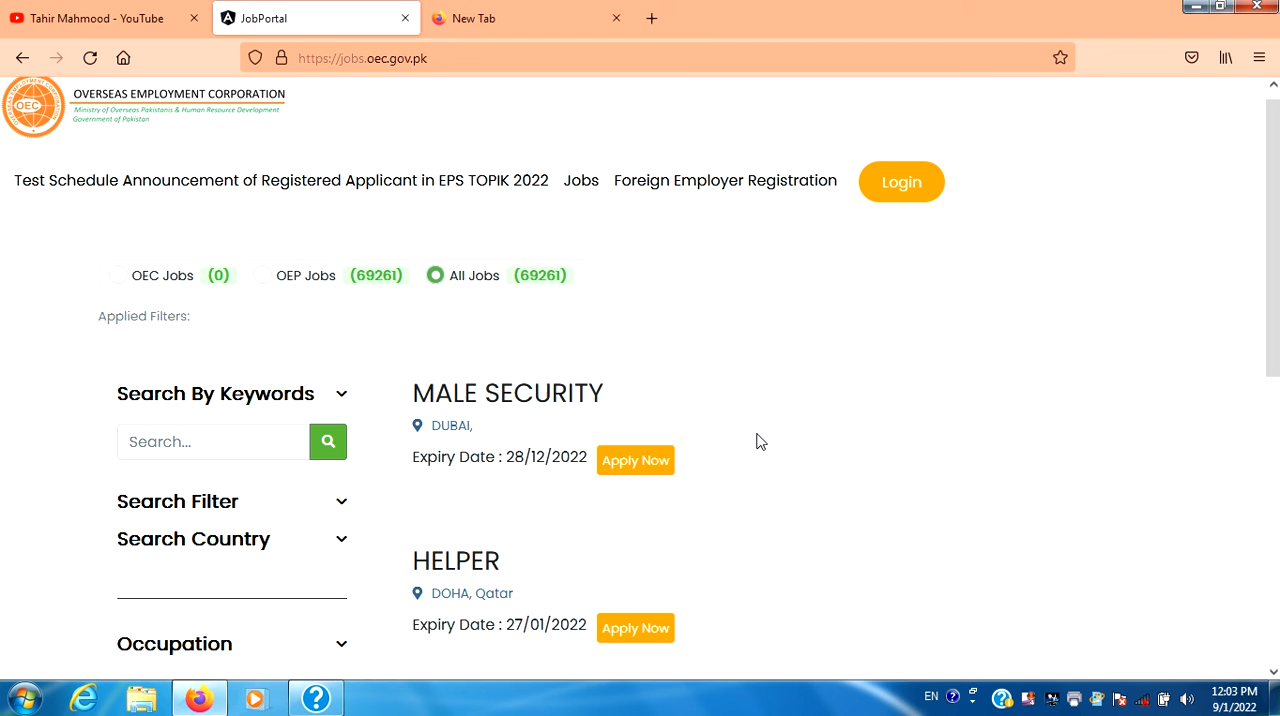 Tahir Mahmood - YouTube
JobPortal
New Tab
https://jobs.oec.gov.pk
OVERSEAS EMPLOYMENT CORPORATION
Ministry of Overseas Pakistanis & Human Resource Development
Government of Pakistan
OEC
Test Schedule Announcement of Registered Applicant in EPS TOPIK 2022 Jobs Foreign Employer Registration Login
OEC Jobs (0) OEP Jobs (69261) All Jobs (69261)
Applied Filters:
Search By Keywords
Search...
Search Filter
Search Country
Occupation
MALE SECURITY
DUBAI,
Expiry Date : 28/12/2022 Apply Now
HELPER
DOHA, Qatar
Expiry Date : 27/01/2022 Apply Now
EN
12:03 PM
9/1/2022